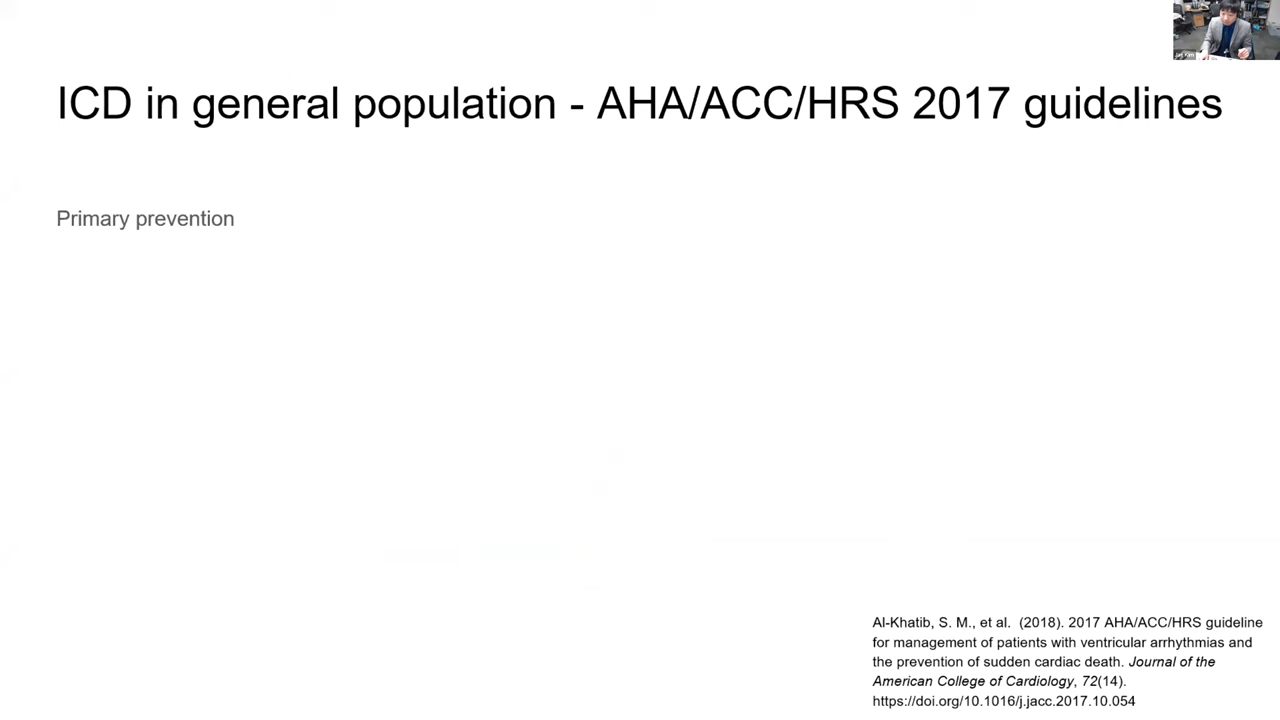 ICD in general population - AHA/ACC/HRS 2017 guidelines
Primary prevention
Al-Khatib, S. M., et al. (2018). 2017 AHA/ACC/HRS guideline
for management of patients with ventricular arrhythmias and
the prevention of sudden cardiac death. Journal of the
American College of Cardiology, 72(14).
https://doi.org/10.1016/j.jacc.2017.10.054